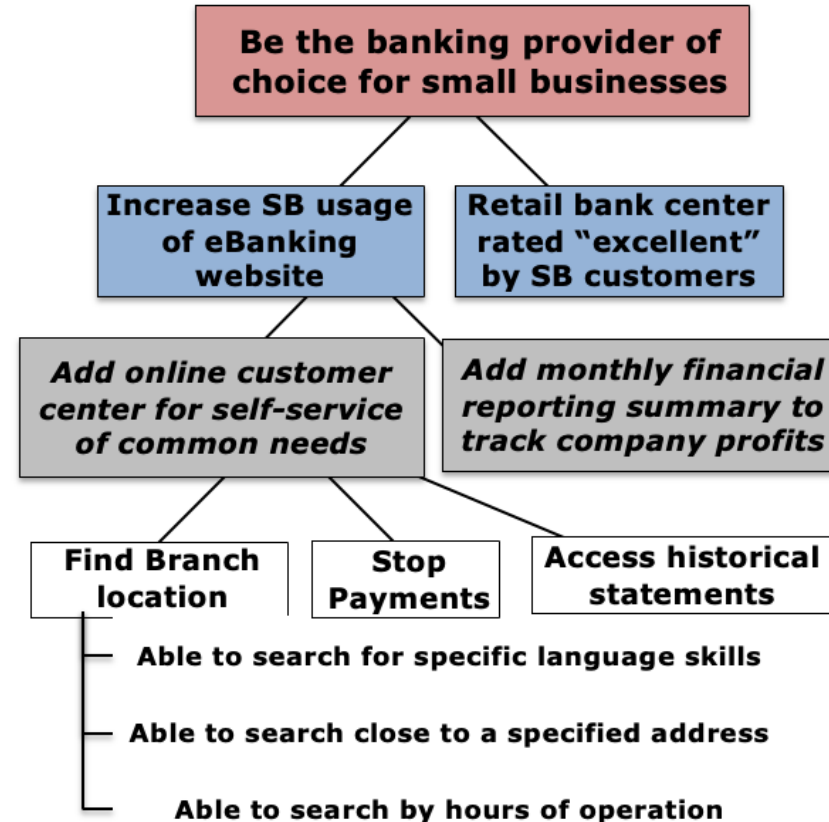 Be the banking provider of
choice for small businesses
Increase SB usage
of eBanking
website
Retail bank center
rated “excellent”
by SB customers
Add online customer
center for self-service
of common needs
Add monthly financial
reporting summary to
track company profits
Find Branch
location
Stop
Payments
Access historical
statements
Able to search for specific language skills
Able to search close to a specified address
Able to search by hours of operation